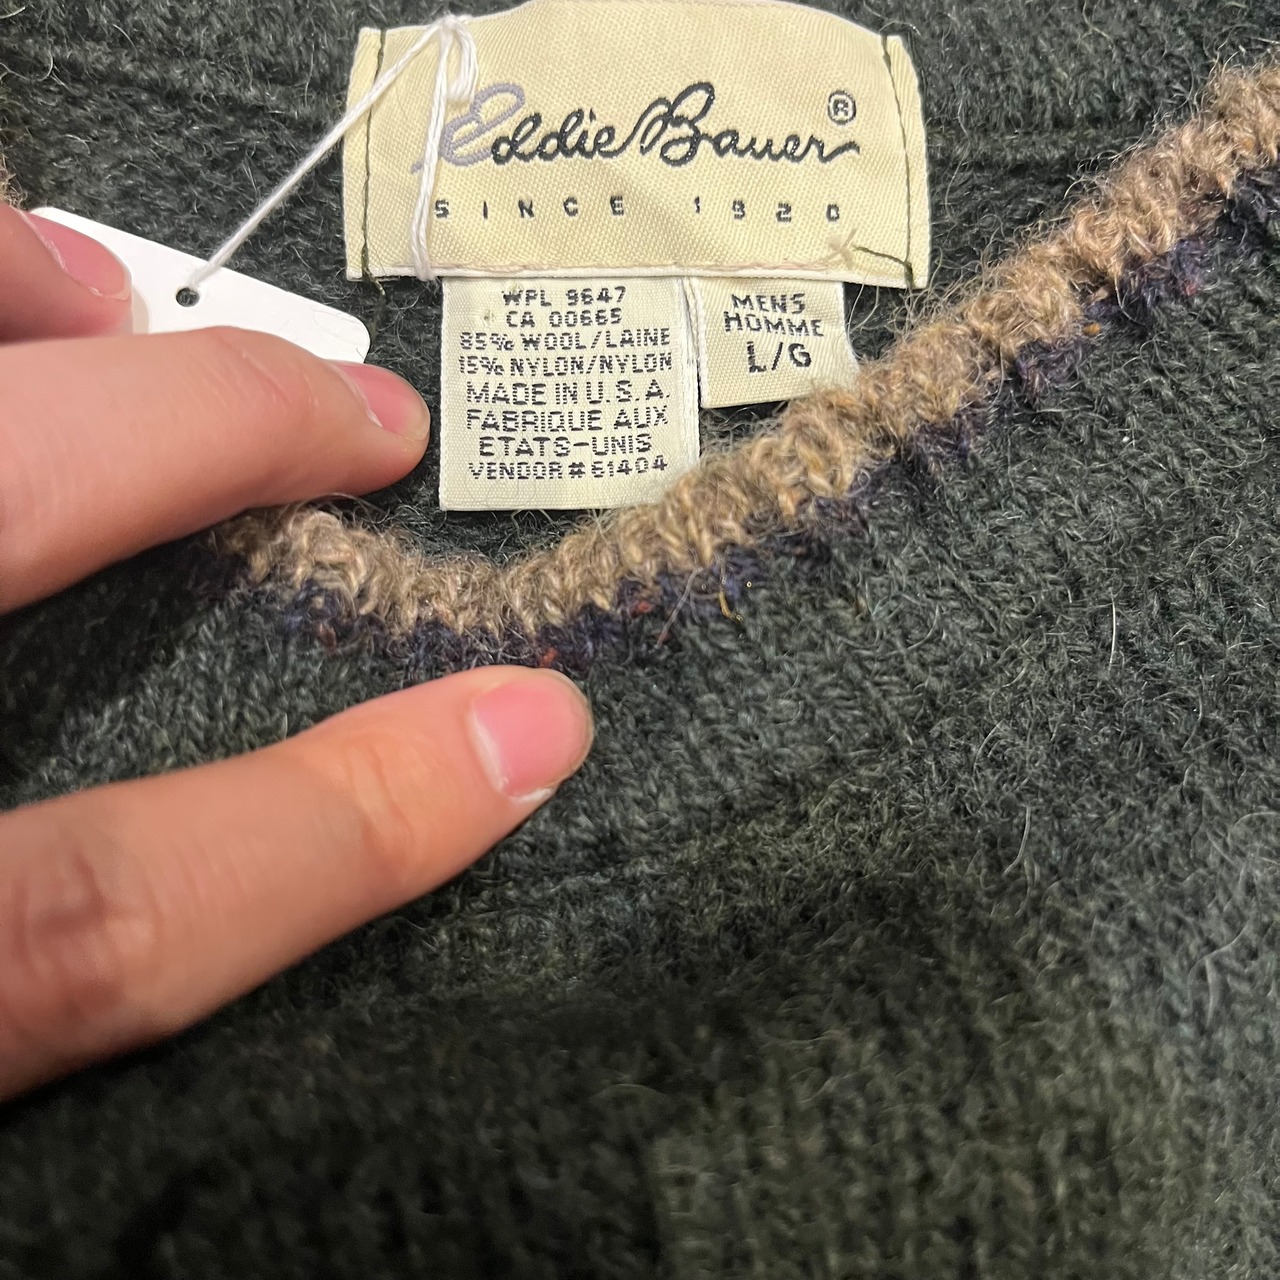 Eddie Bauer®
SINCE 1920
WPL 9647
CA 00665
85% WOOL/LAINE
15% NYLON/NYLON
MADE IN U.S.A.
FABRIQUE AUX
ETATS-UNIS
VENDOR # 61404
MENS
HOMME
L/G